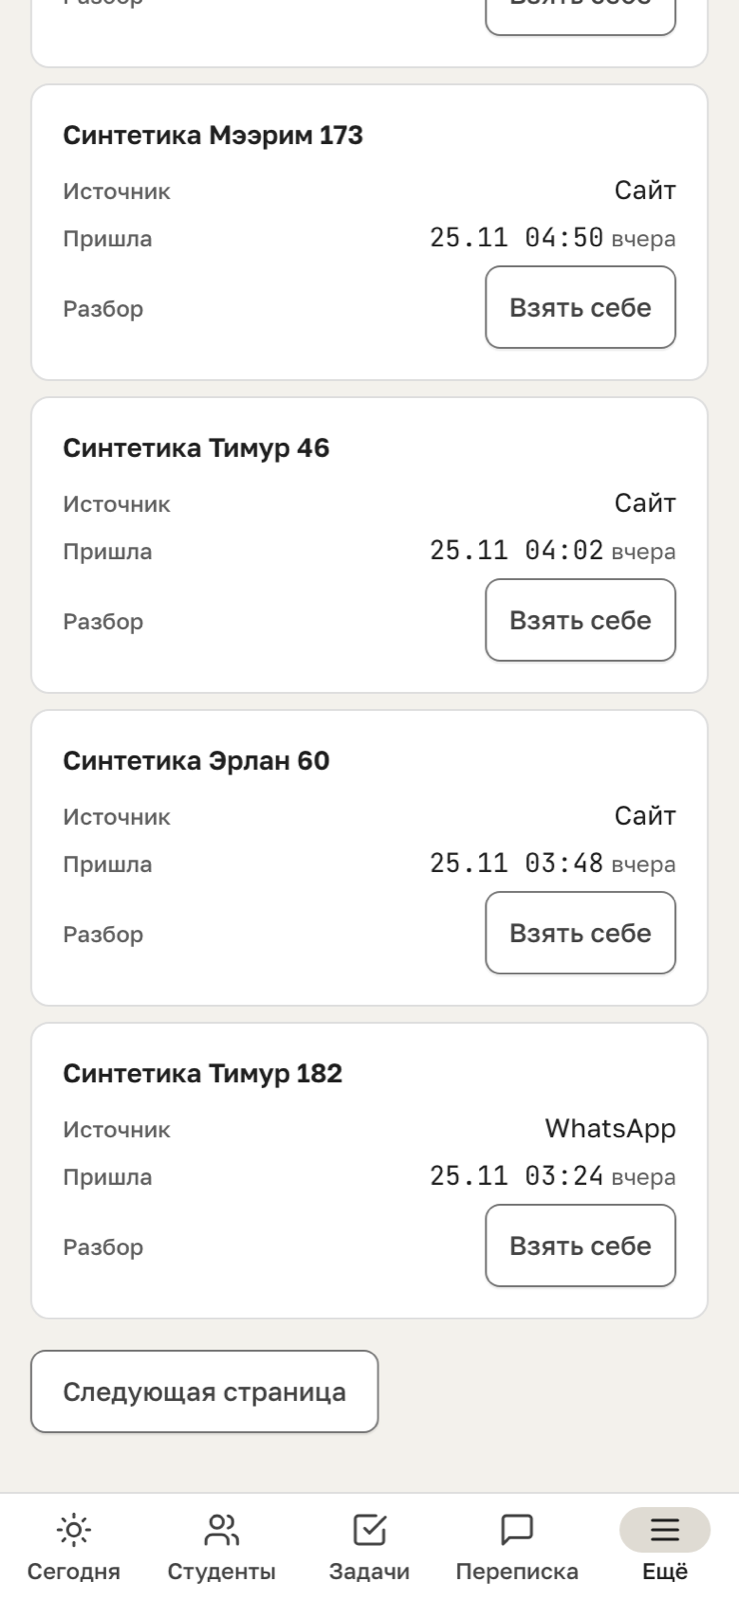 Разбор
Взять себе
Синтетика Мээрим 173
Источник Сайт
Пришла 25.11 04:50 вчера
Разбор Взять себе
Синтетика Тимур 46
Источник Сайт
Пришла 25.11 04:02 вчера
Разбор Взять себе
Синтетика Эрлан 60
Источник Сайт
Пришла 25.11 03:48 вчера
Разбор Взять себе
Синтетика Тимур 182
Источник WhatsApp
Пришла 25.11 03:24 вчера
Разбор Взять себе
Следующая страница
Сегодня Студенты Задачи Переписка Ещё